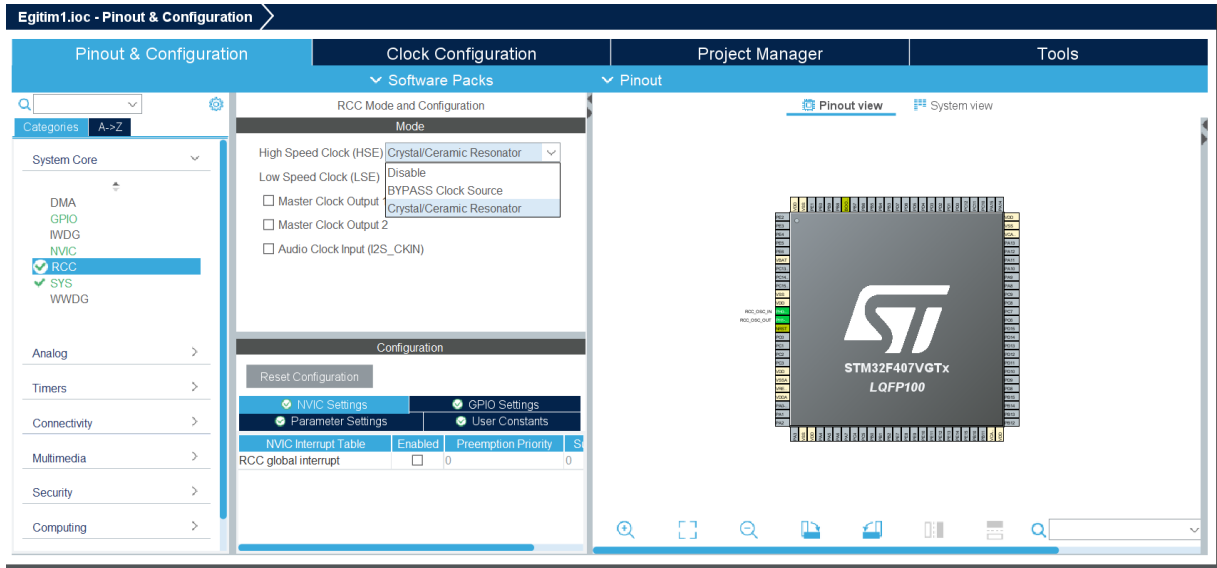 Egitim1.ioc - Pinout & Configuration
Pinout & Configuration
Clock Configuration
Project Manager
Tools
Software Packs
Pinout
Categories
A->Z
System Core
DMA
GPIO
IWDG
NVIC
RCC
SYS
WWDG
Analog
Timers
Connectivity
Multimedia
Security
Computing
RCC Mode and Configuration
Mode
High Speed Clock (HSE) Crystal/Ceramic Resonator
Low Speed Clock (LSE)
Disable
BYPASS Clock Source
Crystal/Ceramic Resonator
Master Clock Output
Master Clock Output 2
Audio Clock Input (I2S_CKIN)
Configuration
Reset Configuration
NVIC Settings
GPIO Settings
Parameter Settings
User Constants
NVIC Interrupt Table
Enabled
Preemption Priority
RCC global interrupt
0
0
Pinout view
System view
RCC_OSC_IN
RCC_OSC_OUT
STM32F407VGTx
LQFP100